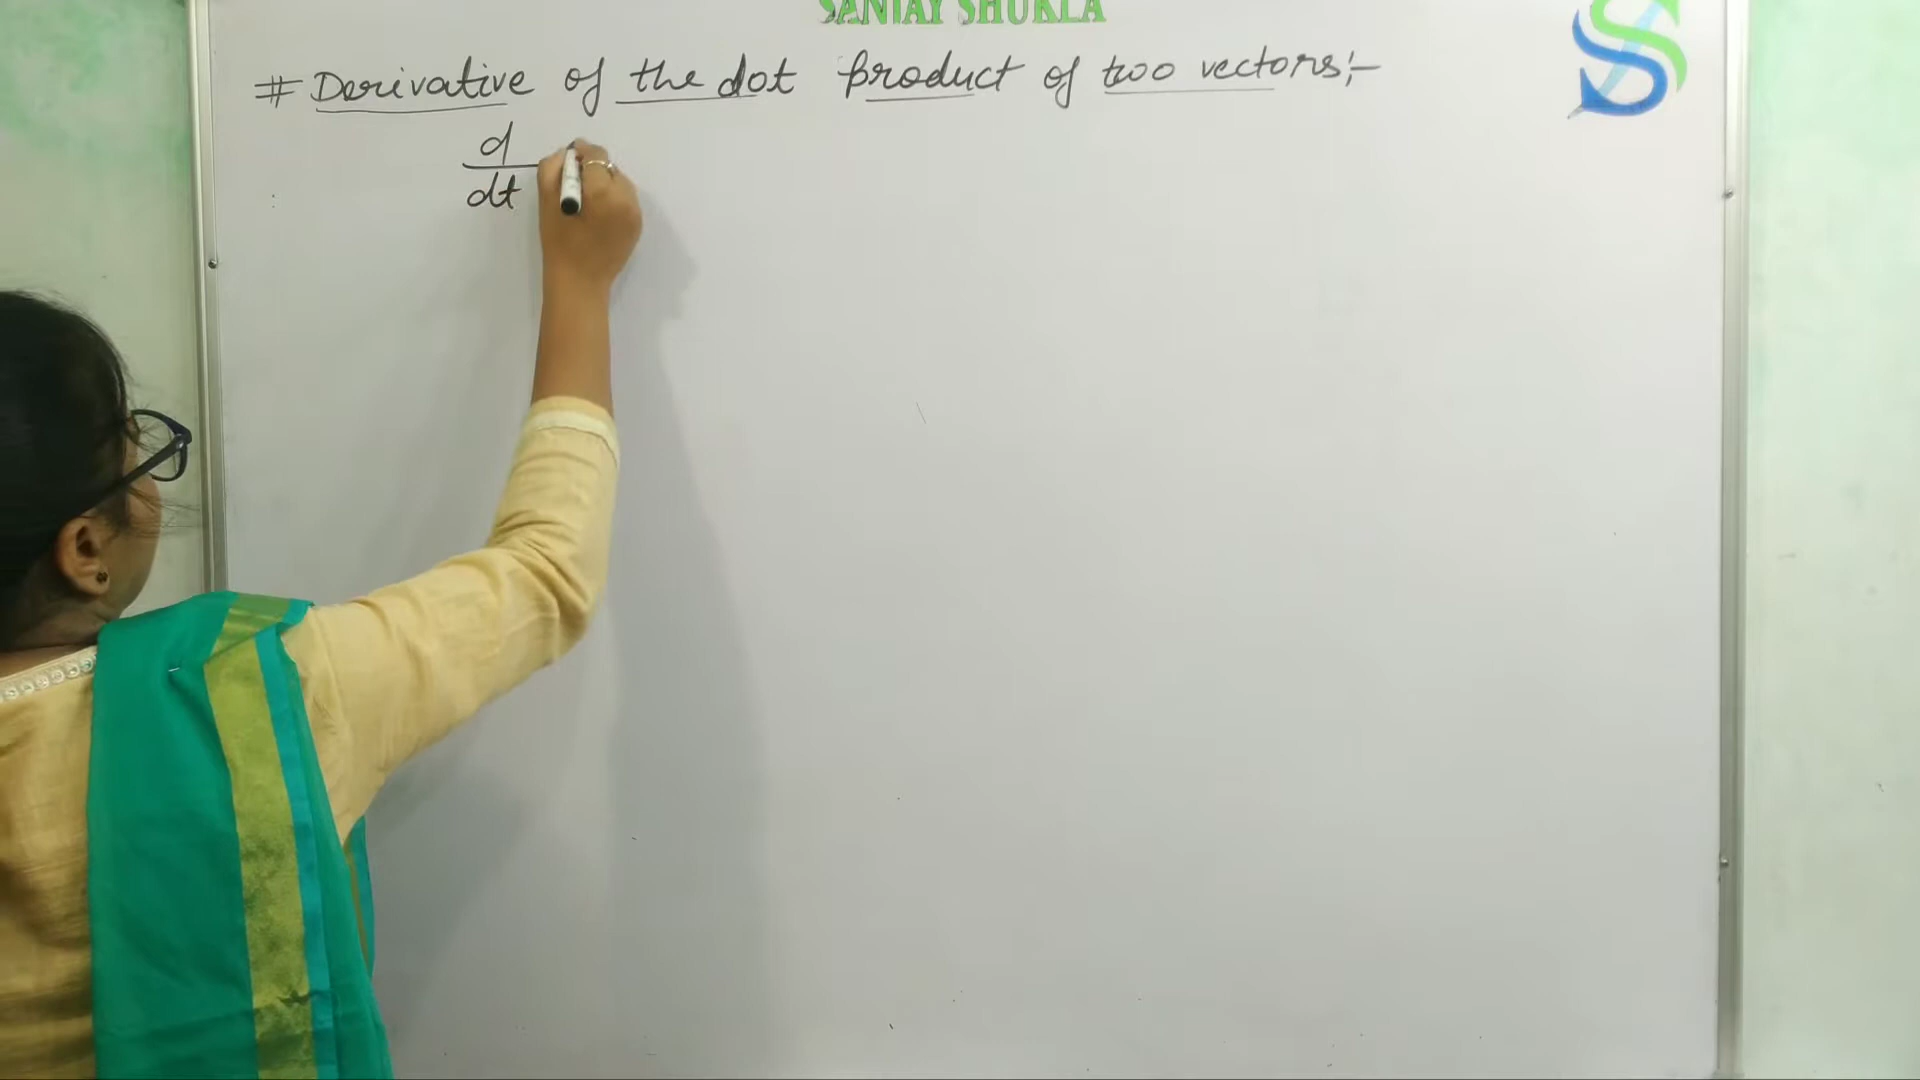 SANJAY SHUKLA
# Derivative of the dot product of two vectors:-
d
dt